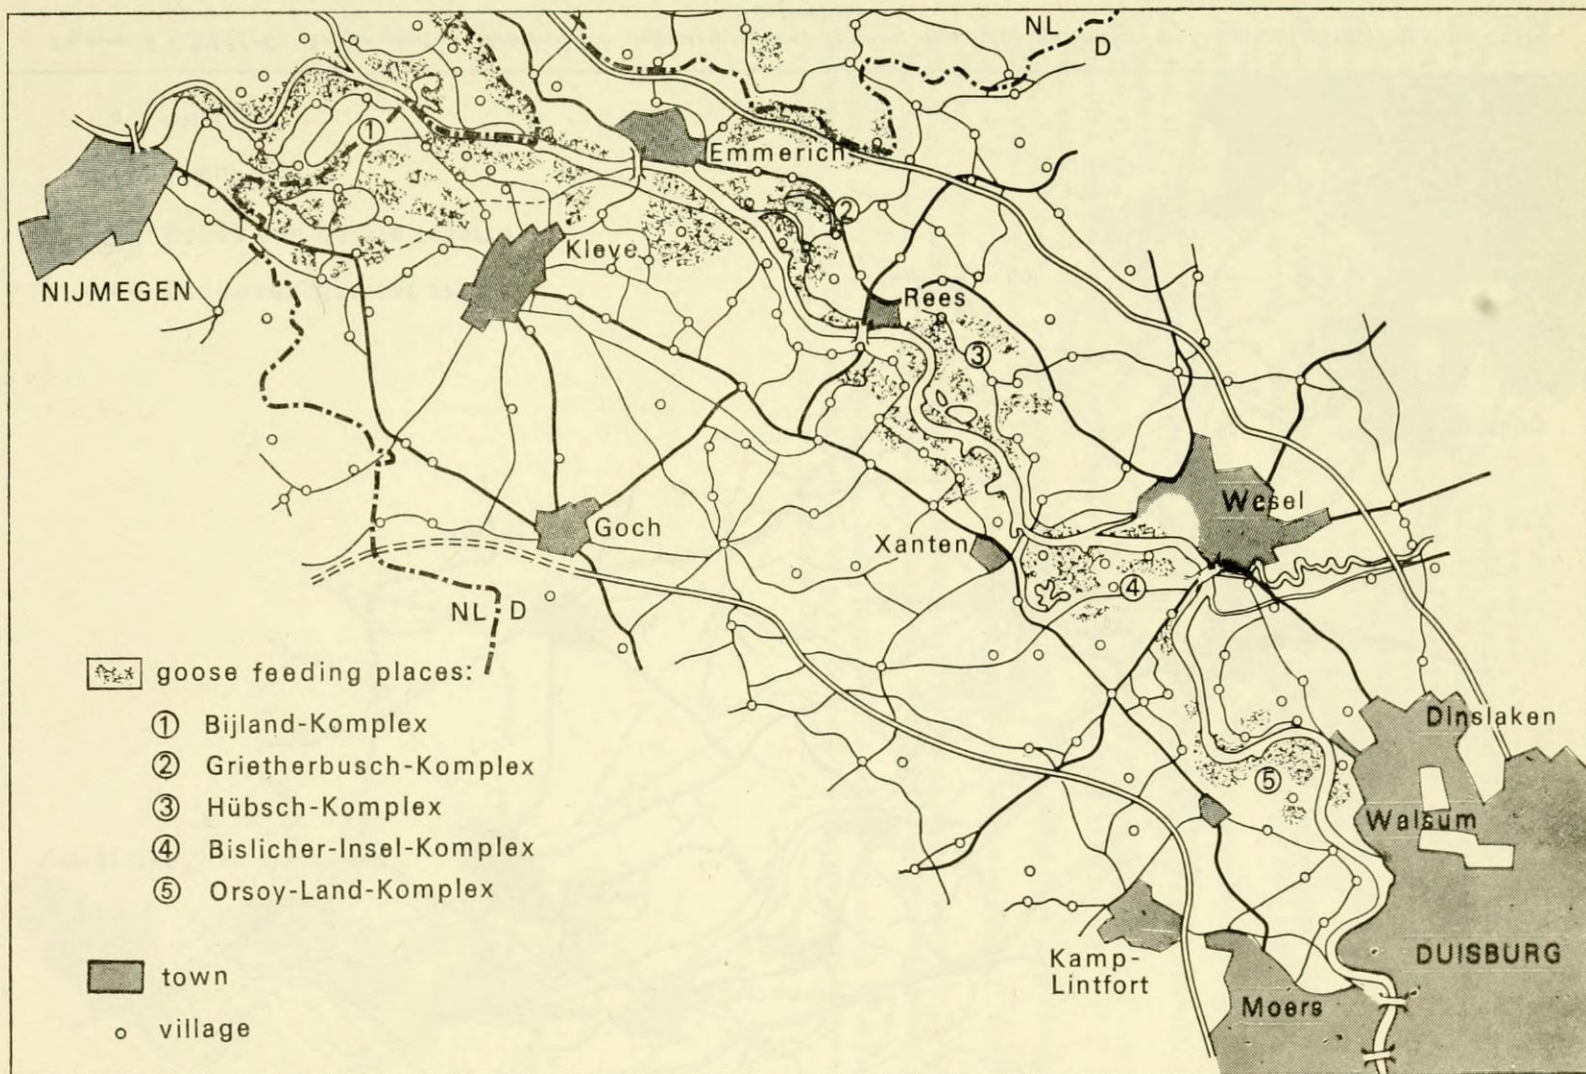 NL
D
①
Emmerich
②
Kleve
NIJMEGEN
Rees
③
Wesel
Goch
Xanten
④
NL D
goose feeding places:
① Bijland-Komplex
② Grietherbusch-Komplex
③ Hübsch-Komplex
④ Bislicher-Insel-Komplex
⑤ Orsoy-Land-Komplex
Dinslaken
⑤
Walsum
DUISBURG
Kamp-
Lintfort
Moers
town
village